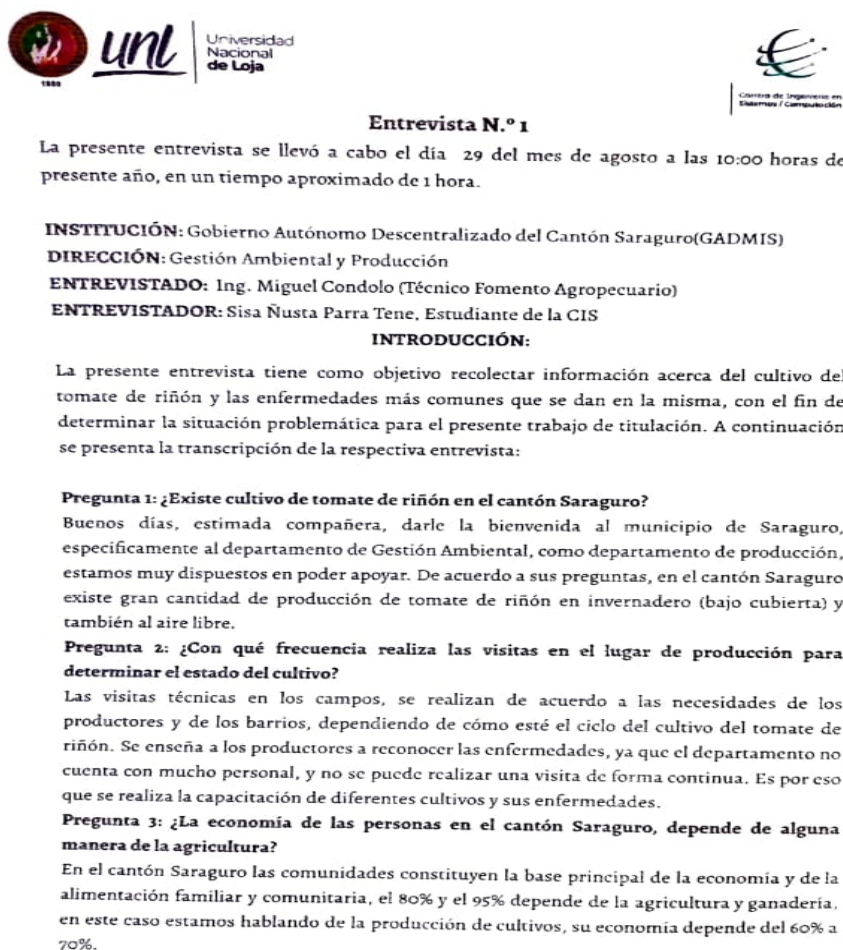 unl
Universidad
Nacional
de Loja
1859
Carrera de Ingeniería en
Sistemas / Computación
Entrevista N.º 1
La presente entrevista se llevó a cabo el día 29 del mes de agosto a las 10:00 horas de
presente año, en un tiempo aproximado de 1 hora.
INSTITUCIÓN: Gobierno Autónomo Descentralizado del Cantón Saraguro(GADMIS)
DIRECCIÓN: Gestión Ambiental y Producción
ENTREVISTADO: Ing. Miguel Condolo (Técnico Fomento Agropecuario)
ENTREVISTADOR: Sisa Ñusta Parra Tene, Estudiante de la CIS
INTRODUCCIÓN:
La presente entrevista tiene como objetivo recolectar información acerca del cultivo del
tomate de riñón y las enfermedades más comunes que se dan en la misma, con el fin de
determinar la situación problemática para el presente trabajo de titulación. A continuación
se presenta la transcripción de la respectiva entrevista:
Pregunta 1: ¿Existe cultivo de tomate de riñón en el cantón Saraguro?
Buenos días, estimada compañera, darle la bienvenida al municipio de Saraguro,
específicamente al departamento de Gestión Ambiental, como departamento de producción,
estamos muy dispuestos en poder apoyar. De acuerdo a sus preguntas, en el cantón Saraguro
existe gran cantidad de producción de tomate de riñón en invernadero (bajo cubierta) y
también al aire libre.
Pregunta 2: ¿Con qué frecuencia realiza las visitas en el lugar de producción para
determinar el estado del cultivo?
Las visitas técnicas en los campos, se realizan de acuerdo a las necesidades de los
productores y de los barrios, dependiendo de cómo esté el ciclo del cultivo del tomate de
riñón. Se enseña a los productores a reconocer las enfermedades, ya que el departamento no
cuenta con mucho personal, y no se puede realizar una visita de forma continua. Es por eso
que se realiza la capacitación de diferentes cultivos y sus enfermedades.
Pregunta 3: ¿La economía de las personas en el cantón Saraguro, depende de alguna
manera de la agricultura?
En el cantón Saraguro las comunidades constituyen la base principal de la economía y de la
alimentación familiar y comunitaria, el 80% y el 95% depende de la agricultura y ganadería,
en este caso estamos hablando de la producción de cultivos, su economía depende del 60% a
70%.